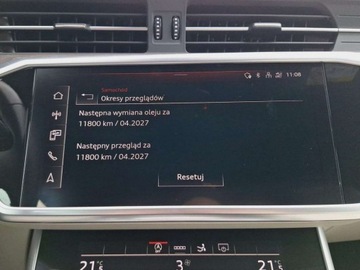 11:08
Samochód
Okresy przeglądów
Następna wymiana oleju za
11800 km / 04.2027
Następny przegląd za
11800 km / 04.2027
Resetuj
21°C
3
21°C